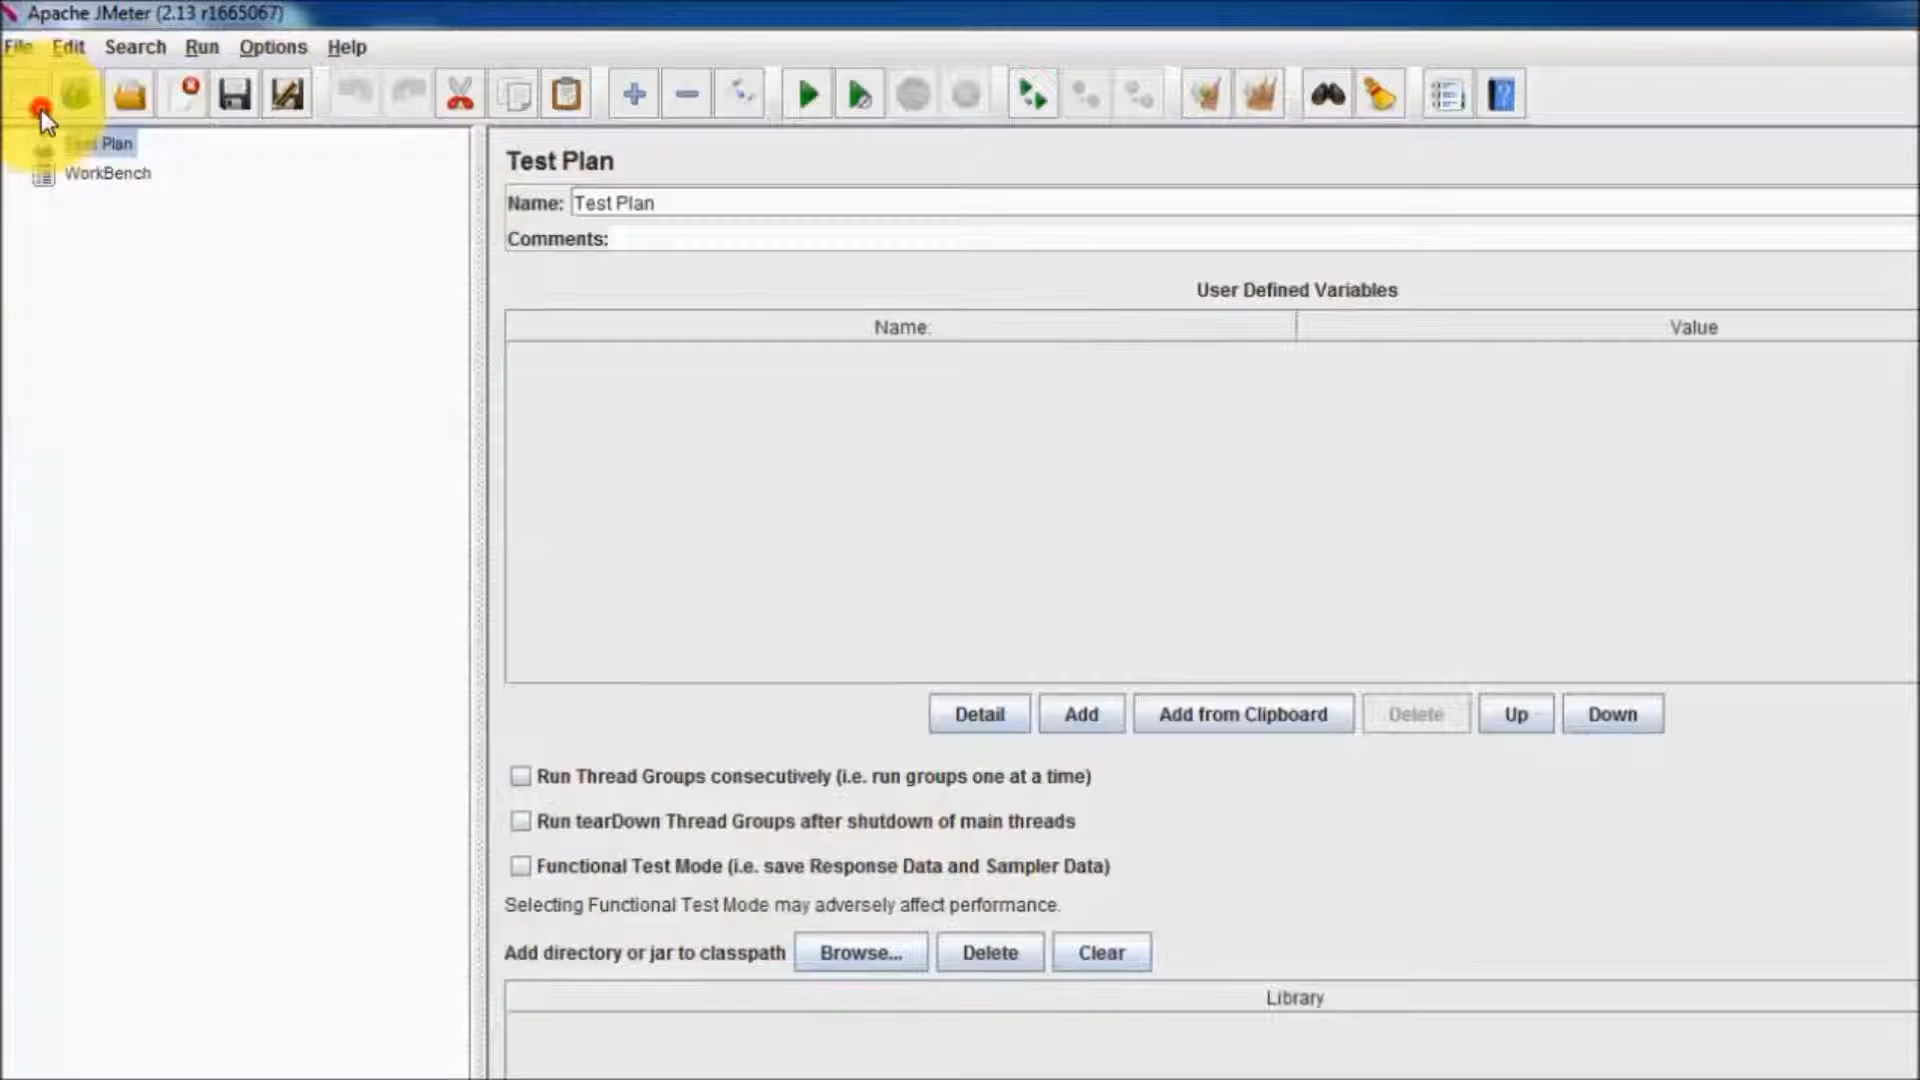 Apache JMeter (2.13 r1665067)
File Edit Search Run Options Help
Test Plan
WorkBench
Test Plan
Name: Test Plan
Comments:
User Defined Variables
Name: Value
Detail Add Add from Clipboard Delete Up Down
Run Thread Groups consecutively (i.e. run groups one at a time)
Run tearDown Thread Groups after shutdown of main threads
Functional Test Mode (i.e. save Response Data and Sampler Data)
Selecting Functional Test Mode may adversely affect performance.
Add directory or jar to classpath Browse... Delete Clear
Library